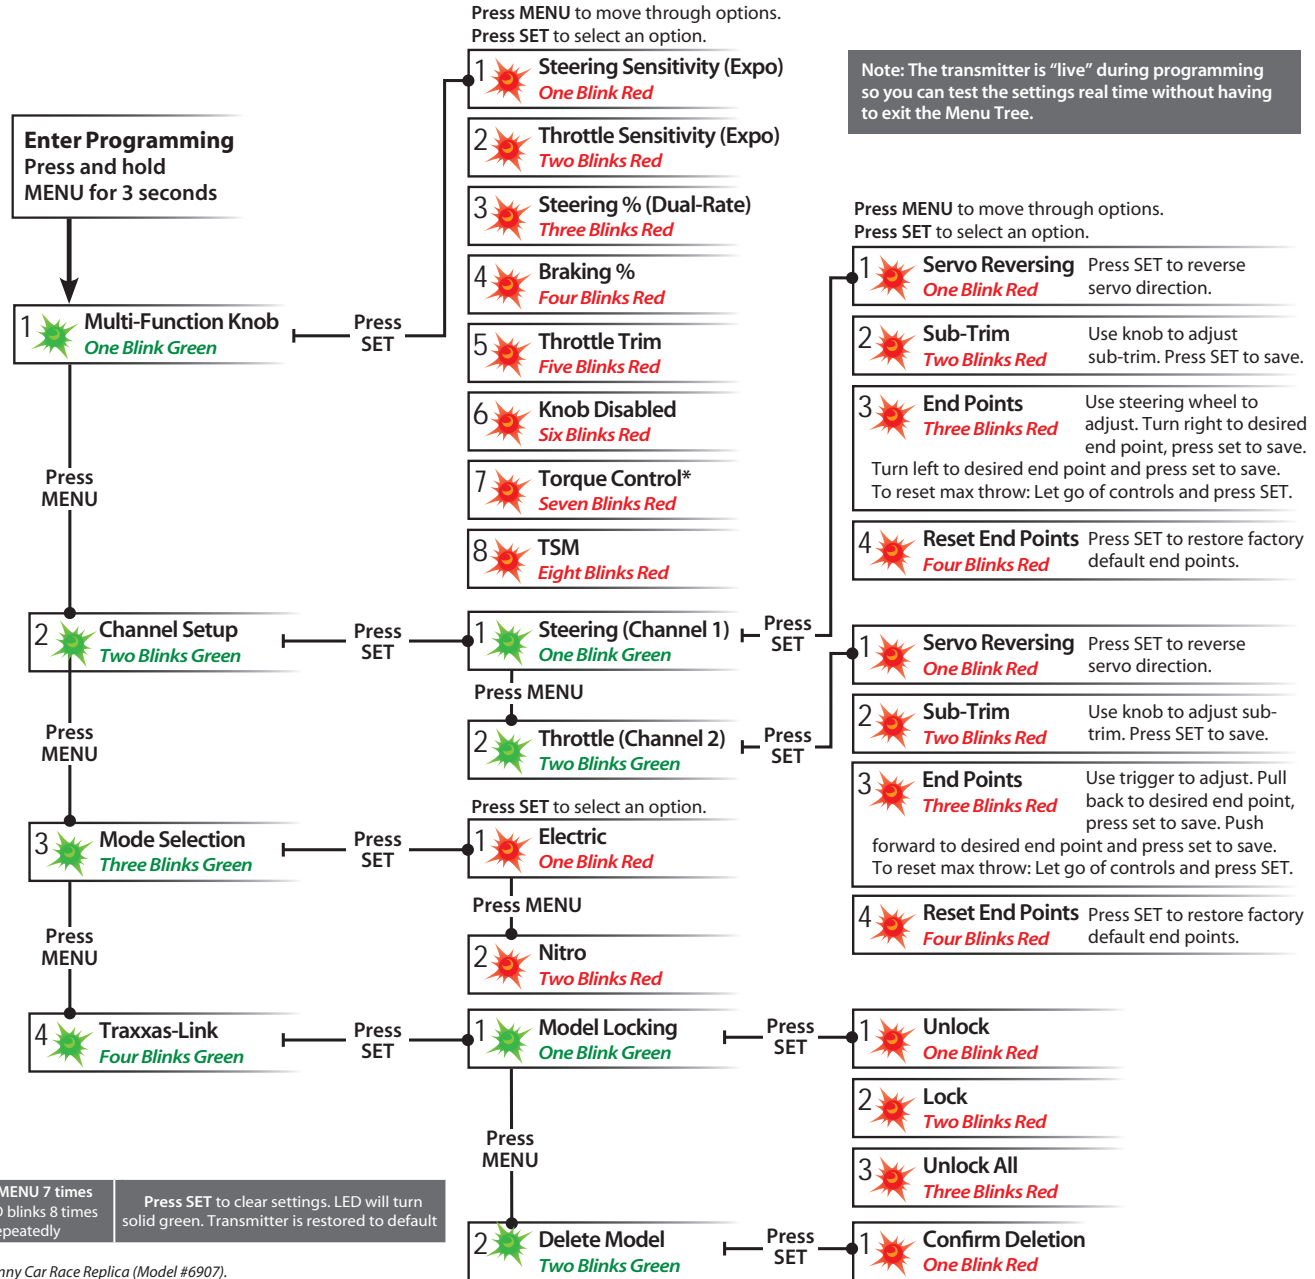 Press MENU to move through options.
Press SET to select an option.
1 Steering Sensitivity (Expo)
One Blink Red
2 Throttle Sensitivity (Expo)
Two Blinks Red
3 Steering % (Dual-Rate)
Three Blinks Red
4 Braking %
Four Blinks Red
5 Throttle Trim
Five Blinks Red
6 Knob Disabled
Six Blinks Red
7 Torque Control*
Seven Blinks Red
8 TSM
Eight Blinks Red
Note: The transmitter is “live” during programming
so you can test the settings real time without having
to exit the Menu Tree.
Enter Programming
Press and hold
MENU for 3 seconds
1 Multi-Function Knob
One Blink Green
Press
SET
Press
MENU
2 Channel Setup
Two Blinks Green
Press
SET
1 Steering (Channel 1)
One Blink Green
Press
SET
Press MENU
2 Throttle (Channel 2)
Two Blinks Green
Press
SET
Press MENU to move through options.
Press SET to select an option.
1 Servo Reversing
One Blink Red
Press SET to reverse
servo direction.
2 Sub-Trim
Two Blinks Red
Use knob to adjust
sub-trim. Press SET to save.
3 End Points
Three Blinks Red
Use steering wheel to
adjust. Turn right to desired
end point, press set to save.
Turn left to desired end point and press set to save.
To reset max throw: Let go of controls and press SET.
4 Reset End Points
Four Blinks Red
Press SET to restore factory
default end points.
1 Servo Reversing
One Blink Red
Press SET to reverse
servo direction.
2 Sub-Trim
Two Blinks Red
Use knob to adjust sub-
trim. Press SET to save.
3 End Points
Three Blinks Red
Use trigger to adjust. Pull
back to desired end point,
press set to save. Push
forward to desired end point and press set to save.
To reset max throw: Let go of controls and press SET.
4 Reset End Points
Four Blinks Red
Press SET to restore factory
default end points.
Press
MENU
3 Mode Selection
Three Blinks Green
Press
SET
Press SET to select an option.
1 Electric
One Blink Red
Press MENU
2 Nitro
Two Blinks Red
Press
MENU
4 Traxxas-Link
Four Blinks Green
Press
SET
1 Model Locking
One Blink Green
Press
SET
1 Unlock
One Blink Red
2 Lock
Two Blinks Red
3 Unlock All
Three Blinks Red
Press
MENU
2 Delete Model
Two Blinks Green
Press
SET
1 Confirm Deletion
One Blink Red
MENU 7 times
blinks 8 times
Press SET to clear settings. LED will turn
solid green. Transmitter is restored to default
Car Race Replica (Model #6907).